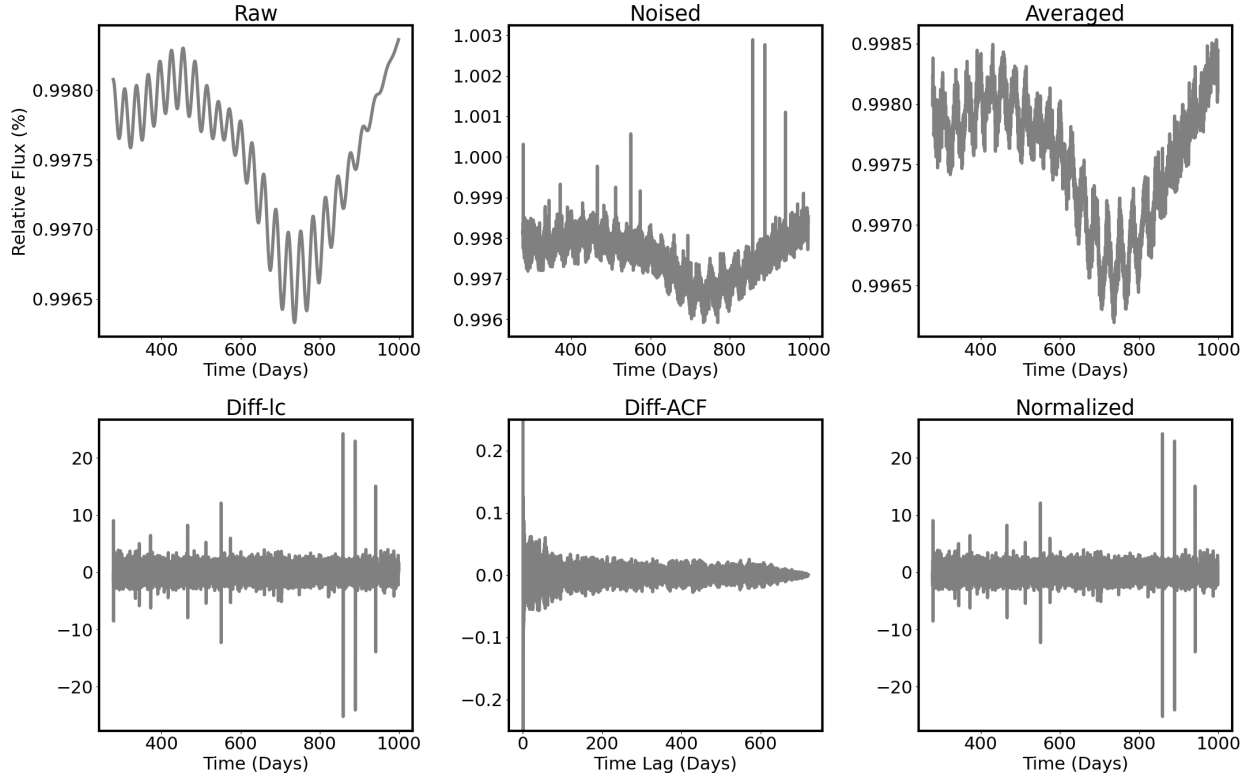 Raw
Noised
Averaged
Relative Flux (%)
0.9980
0.9975
0.9970
0.9965
400 600 800 1000
Time (Days)
1.003
1.002
1.001
1.000
0.999
0.998
0.997
0.996
400 600 800 1000
Time (Days)
0.9985
0.9980
0.9975
0.9970
0.9965
400 600 800 1000
Time (Days)
Diff-lc
Diff-ACF
Normalized
20
10
0
−10
−20
400 600 800 1000
Time (Days)
0.2
0.1
0.0
−0.1
−0.2
0 200 400 600
Time Lag (Days)
20
10
0
−10
−20
400 600 800 1000
Time (Days)